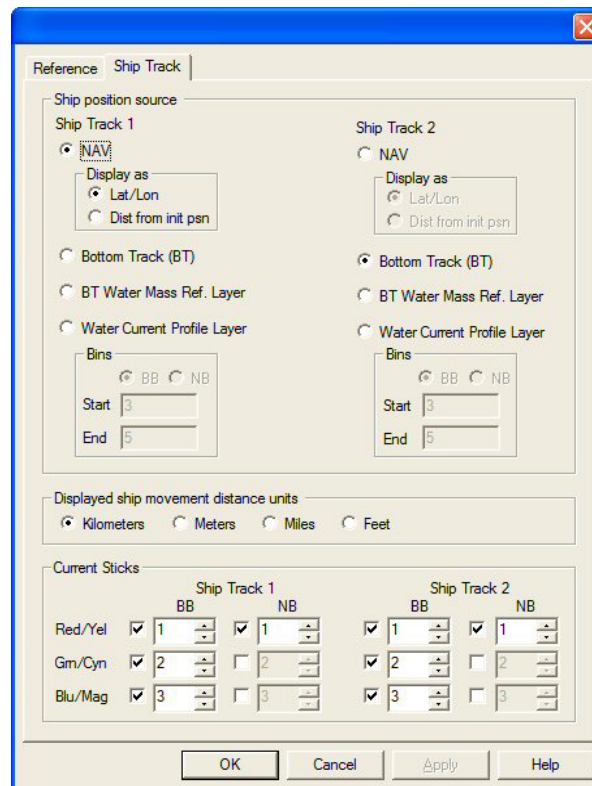 Reference Ship Track
Ship position source
Ship Track 1
NAV
Display as
Lat/Lon
Dist from init psn
Bottom Track (BT)
BT Water Mass Ref. Layer
Water Current Profile Layer
Bins
BB NB
Start 3
End 5
Ship Track 2
NAV
Display as
Lat/Lon
Dist from init psn
Bottom Track (BT)
BT Water Mass Ref. Layer
Water Current Profile Layer
Bins
BB NB
Start 3
End 5
Displayed ship movement distance units
Kilometers Meters Miles Feet
Current Sticks
Ship Track 1 Ship Track 2
BB NB BB NB
Red/Yel 1 1 1 1
Grn/Cyn 2 2 2 2
Blu/Mag 3 3 3 3
OK Cancel Apply Help